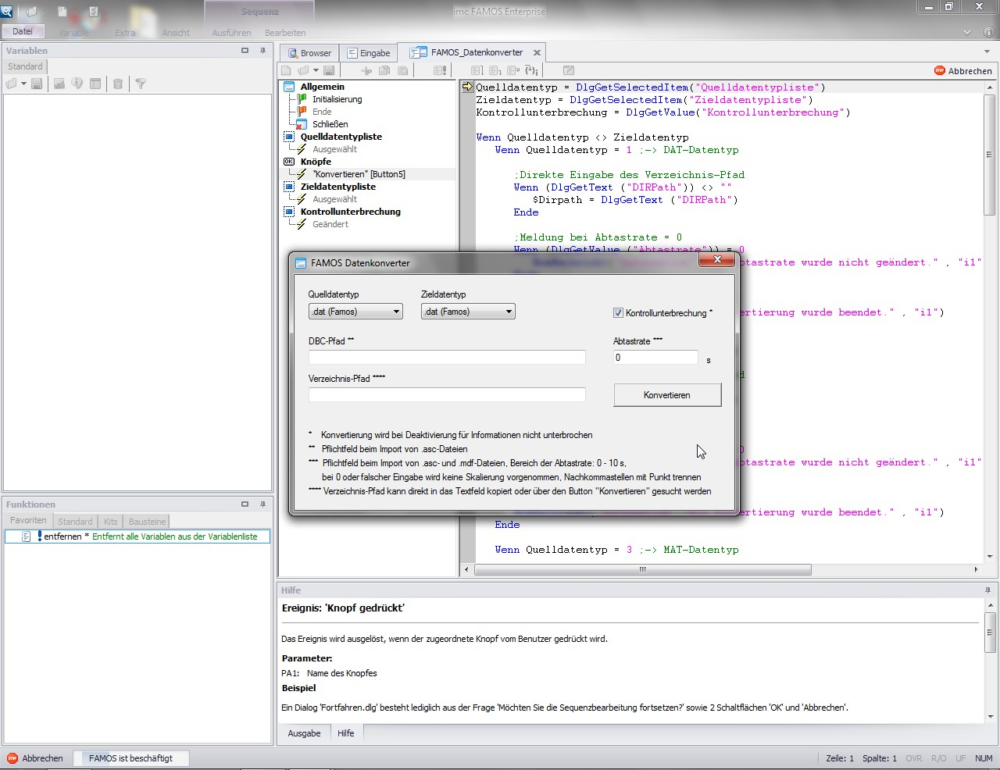 Sequenz
imc FAMOS Enterprise
Datei
Variable
Extra
Ansicht
Ausführen
Bearbeiten
Variablen
Standard
Browser
Eingabe
FAMOS_Datenkonverter
Abbrechen
Allgemein
Initialisierung
Ende
Schließen
Quelldatentypliste
Ausgewählt
Knöpfe
"Konvertieren" [Button5]
Zieldatentypliste
Ausgewählt
Kontrollunterbrechung
Geändert
Quelldatentyp = DlgGetSelectedItem("Quelldatentypliste")
Zieldatentyp = DlgGetSelectedItem("Zieldatentypliste")
Kontrollunterbrechung = DlgGetValue("Kontrollunterbrechung")
Wenn Quelldatentyp <> Zieldatentyp
Wenn Quelldatentyp = 1 ;-> DAT-Datentyp
;Direkte Eingabe des Verzeichnis-Pfad
Wenn (DlgGetText ("DIRPath")) <> ""
$Dirpath = DlgGetText ("DIRPath")
Ende
;Meldung bei Abtastrate = 0
Wenn (DlgGetValue ("Abtastrate")) = 0
btastrate wurde nicht geändert." , "i1"
ertierung wurde beendet." , "i1")
d
0
btastrate wurde nicht geändert." , "i1"
ertierung wurde beendet." , "i1")
Ende
Wenn Quelldatentyp = 3 ;-> MAT-Datentyp
FAMOS Datenkonverter
Quelldatentyp
Zieldatentyp
.dat (Famos)
.dat (Famos)
Kontrollunterbrechung *
DBC-Pfad **
Abtastrate ***
0
s
Verzeichnis-Pfad ****
Konvertieren
* Konvertierung wird bei Deaktivierung für Informationen nicht unterbrochen
** Pflichtfeld beim Import von .asc-Dateien
*** Pflichtfeld beim Import von .asc- und .mdf-Dateien, Bereich der Abtastrate: 0 - 10 s,
bei 0 oder falscher Eingabe wird keine Skalierung vorgenommen, Nachkommastellen mit Punkt trennen
**** Verzeichnis-Pfad kann direkt in das Textfeld kopiert oder über den Button "Konvertieren" gesucht werden
Funktionen
Favoriten
Standard
Kits
Bausteine
entfernen * Entfernt alle Variablen aus der Variablenliste
Hilfe
Ereignis: 'Knopf gedrückt'
Das Ereignis wird ausgelöst, wenn der zugeordnete Knopf vom Benutzer gedrückt wird.
Parameter:
PA1: Name des Knopfes
Beispiel
Ein Dialog 'Fortfahren.dlg' besteht lediglich aus der Frage 'Möchten Sie die Sequenzbearbeitung fortsetzen?' sowie 2 Schaltflächen 'OK' und 'Abbrechen'.
Ausgabe
Hilfe
Abbrechen
FAMOS ist beschäftigt
Zeile: 1
Spalte: 1
OVR
R/O
UF
NUM